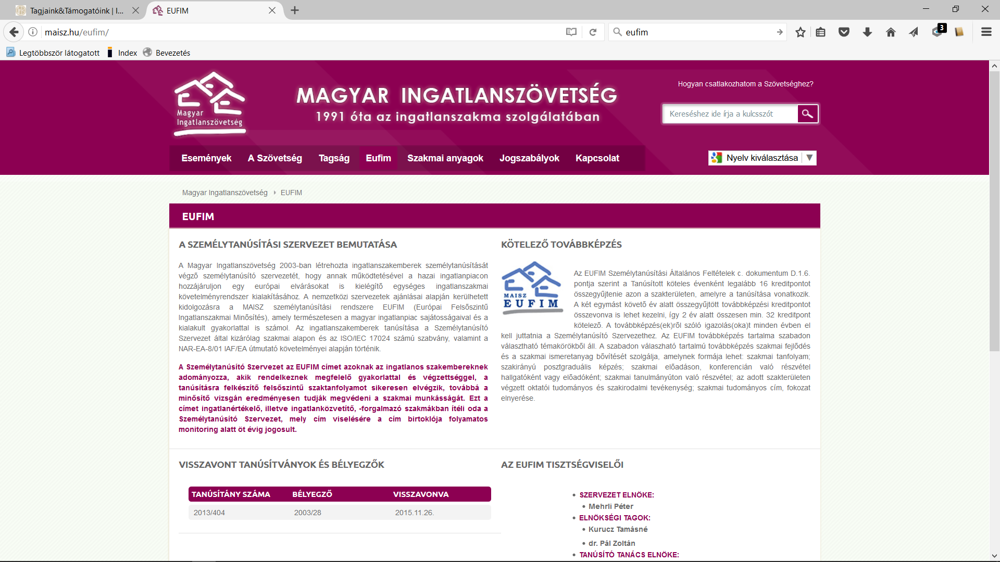 Tagjaink&Támogatóink | I...
EUFIM
maisz.hu/eufim/
eufim
3
Legtöbbször látogatott
Index
Bevezetés
Magyar
Ingatlanszövetség
MAGYAR INGATLANSZÖVETSÉG
1991 óta az ingatlanszakma szolgálatában
Hogyan csatlakozhatom a Szövetséghez?
Kereséshez ide írja a kulcsszót
Események
A Szövetség
Tagság
Eufim
Szakmai anyagok
Jogszabályok
Kapcsolat
Nyelv kiválasztása
Magyar Ingatlanszövetség
EUFIM
EUFIM
A SZEMÉLYTANÚSÍTÁSI SZERVEZET BEMUTATÁSA
A Magyar Ingatlanszövetség 2003-ban létrehozta ingatlanszakemberek személytanúsítását
végző személytanúsító szervezetét, hogy annak működtetésével a hazai ingatlanpiacon
hozzájáruljon egy európai elvárásokat is kielégítő egységes ingatlanszakmai
követelményrendszer kialakításához. A nemzetközi szervezetek ajánlásai alapján kerülhetett
kidolgozásra a MAISZ személytanúsítási rendszere EUFIM (Európai Felsőszintű
Ingatlanszakmai Minősítés), amely természetesen a magyar ingatlanpiac sajátosságaival és a
kialakult gyakorlattal is számol. Az ingatlanszakemberek tanúsítása a Személytanúsító
Szervezet által kizárólag szakmai alapon és az ISO/IEC 17024 számú szabvány, valamint a
NAR-EA-8/01 IAF/EA útmutató követelményei alapján történik.
A Személytanúsító Szervezet az EUFIM címet azoknak az ingatlanos szakembereknek
adományozza, akik rendelkeznek megfelelő gyakorlattal és végzettséggel, a
tanúsításra felkészítő felsőszintű szaktanfolyamot sikeresen elvégzik, továbbá a
minősítő vizsgán eredményesen tudják megvédeni a szakmai munkásságát. Ezt a
címet ingatlanértékelő, illetve ingatlanközvetítő, -forgalmazó szakmákban ítéli oda a
Személytanúsító Szervezet, mely cím viselésére a cím birtoklója folyamatos
monitoring alatt öt évig jogosult.
KÖTELEZŐ TOVÁBBKÉPZÉS
MAISZ
EUFIM
Az EUFIM Személytanúsítási Általános Feltételek c. dokumentum D.1.6.
pontja szerint a Tanúsított köteles évenként legalább 16 kreditpontot
összegyűjtenie azon a szakterületen, amelyre a tanúsítása vonatkozik.
A két egymást követő év alatt összegyűjtött továbbképzési kreditpontot
összevonva is lehet kezelni, így 2 év alatt összesen min. 32 kreditpont
kötelező. A továbbképzés(ek)ről szóló igazolás(oka)t minden évben el
kell juttatnia a Személytanúsító Szervezethez. Az EUFIM továbbképzés tartalma szabadon
választható témakörökből áll. A szabadon válaszható tartalmú továbbképzés szakmai fejlődés
és a szakmai ismeretanyag bővítését szolgálja, amelynek formája lehet: szakmai tanfolyam;
szakirányú posztgraduális képzés; szakmai előadáson, konferencián való részvétel
hallgatóként vagy előadóként; szakmai tanulmányúton való részvétel; az adott szakterületen
végzett oktatói tudományos és szakirodalmi tevékenység; szakmai tudományos cím, fokozat
elnyerése.
VISSZAVONT TANÚSÍTVÁNYOK ÉS BÉLYEGZŐK
TANÚSÍTÁNY SZÁMA BÉLYEGZŐ VISSZAVONVA
2013/404 2003/28 2015.11.26.
AZ EUFIM TISZTSÉGVISELŐI
SZERVEZET ELNÖKE:
Mehrli Péter
ELNÖKSÉGI TAGOK:
Kurucz Tamásné
dr. Pál Zoltán
TANÚSÍTÓ TANÁCS ELNÖKE: